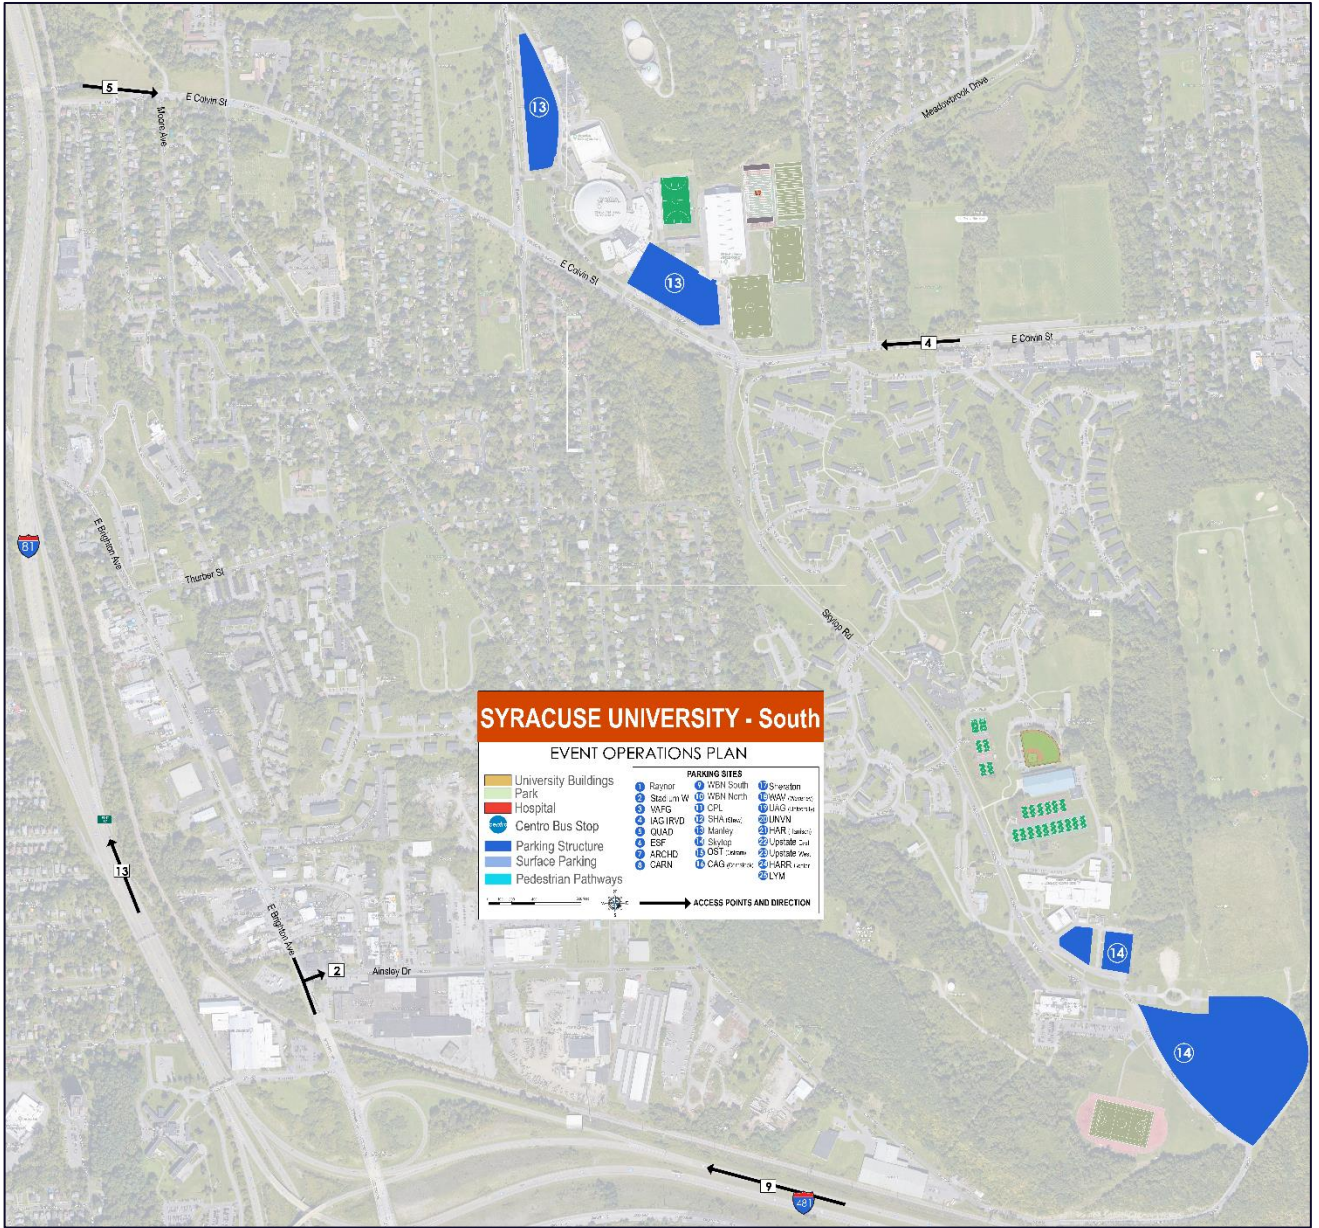 13
5
E Colvin St
Moore Ave
Meadowbrook Drive
E Colvin St
13
4
E Colvin St
81
E Brighton Ave
Thurber St
Skytop Rd
SYRACUSE UNIVERSITY - South
EVENT OPERATIONS PLAN
University Buildings
Park
Hospital
Centro Bus Stop
Parking Structure
Surface Parking
Pedestrian Pathways
PARKING SITES
1 Raynor
2 Stadium W
3 VAFG
4 IAG IRVD
5 QUAD
6 ESF
7 ARCHD
8 CARN
9 WBN South
10 WBN North
11 CPL
12 SHA
13 Manley
14 Skytop
15 OST
16 CAG
17 Sheraton
18 WAV
19 UAG
20 UNVN
21 HAR
22 Upstate East
23 Upstate West
24 HARR
25 LYM
N
W E
S
ACCESS POINTS AND DIRECTION
13
E Brighton Ave
2
Ainsley Dr
14
14
9
481